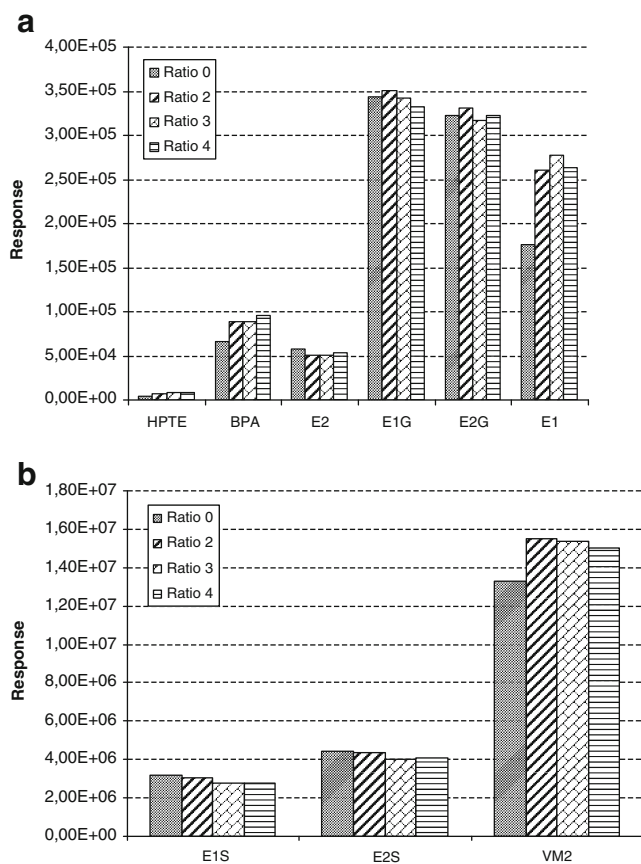 a
4,00E+05
3,50E+05
3,00E+05
2,50E+05
2,00E+05
1,50E+05
1,00E+05
5,00E+04
0,00E+00
Response
Ratio 0
Ratio 2
Ratio 3
Ratio 4
HPTE BPA E2 E1G E2G E1
b
1,80E+07
1,60E+07
1,40E+07
1,20E+07
1,00E+07
8,00E+06
6,00E+06
4,00E+06
2,00E+06
0,00E+00
Response
Ratio 0
Ratio 2
Ratio 3
Ratio 4
E1S E2S VM2